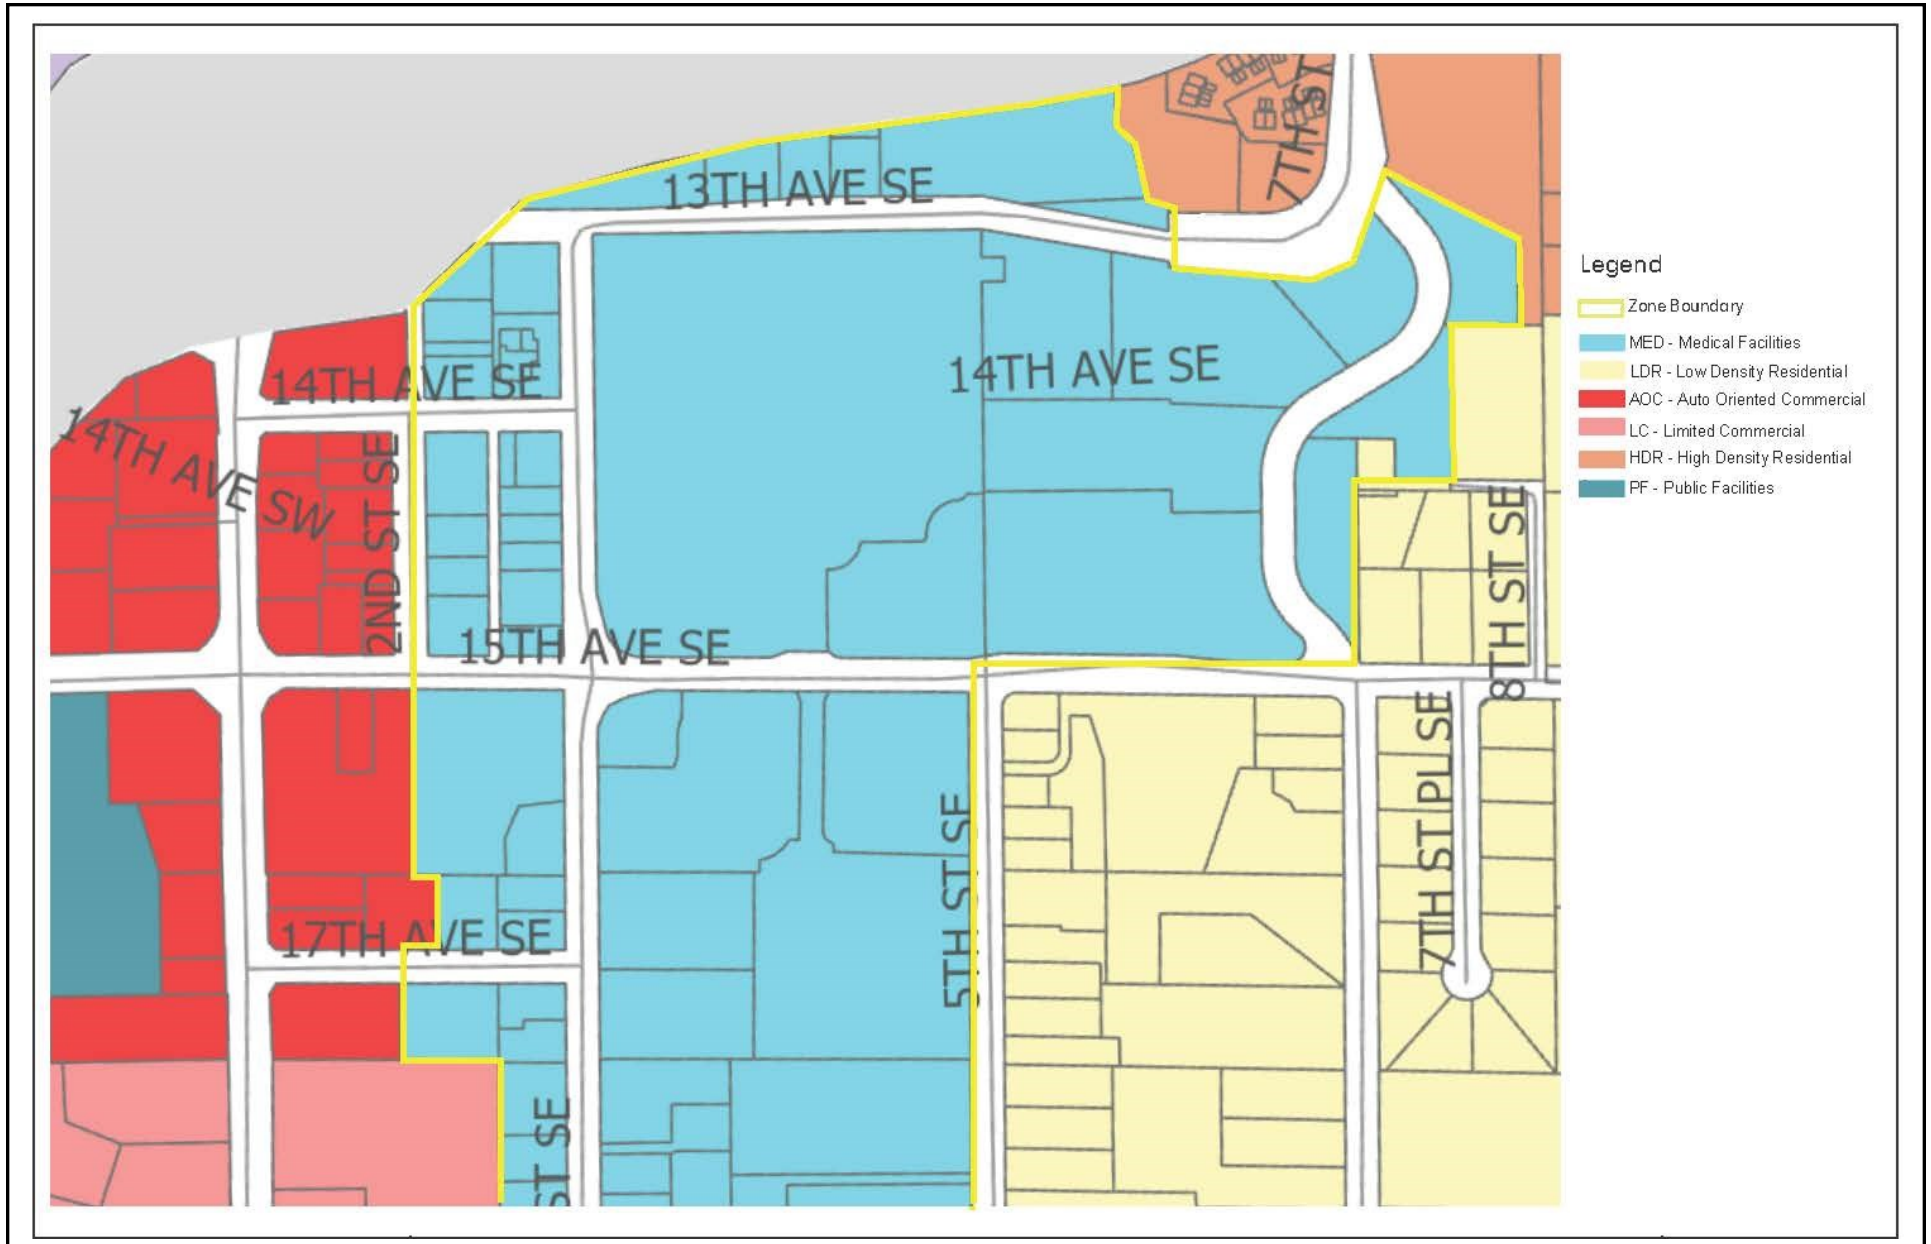 7TH ST
13TH AVE SE
Legend
Zone Boundary
MED - Medical Facilities
LDR - Low Density Residential
AOC - Auto Oriented Commercial
LC - Limited Commercial
HDR - High Density Residential
PF - Public Facilities
14TH AVE SE
14TH AVE SE
14TH AVE SW
2ND ST SE
8TH ST SE
15TH AVE SE
7TH ST PL SE
5TH ST SE
17TH AVE SE
ST SE